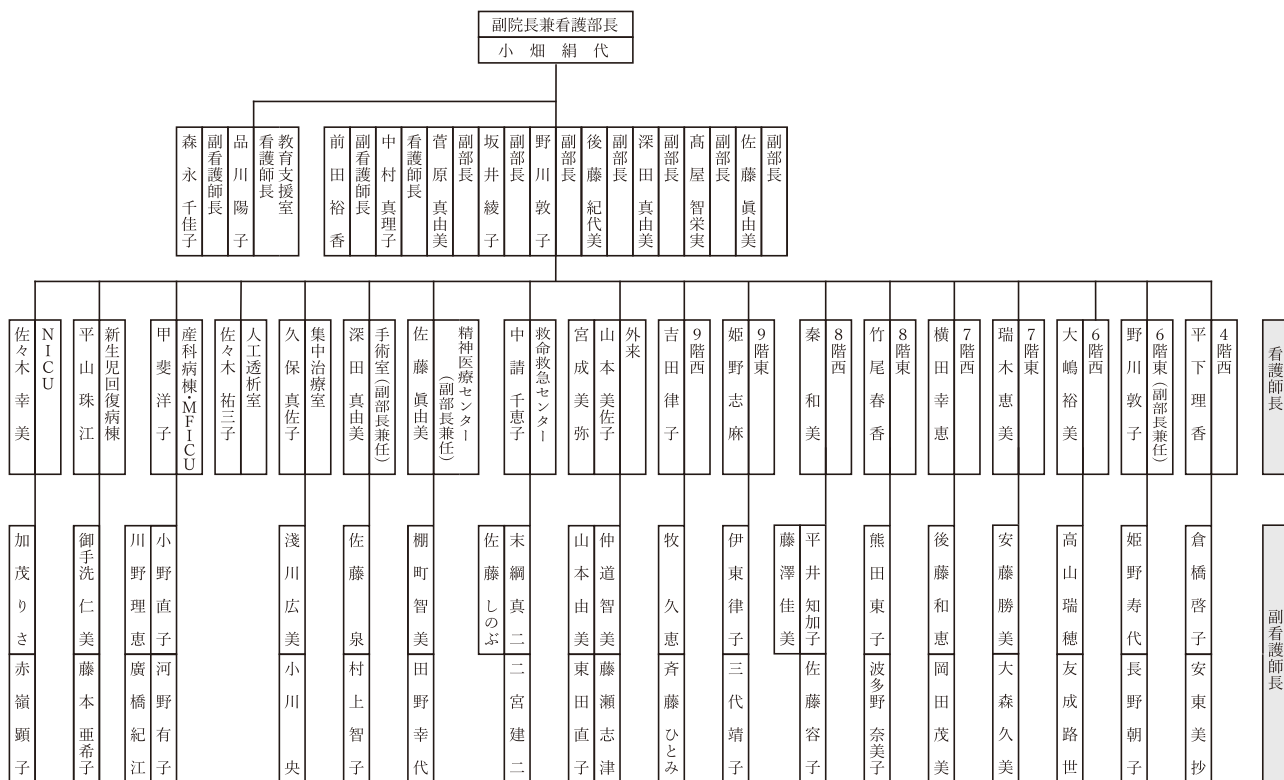 副院長兼看護部長
小畑絹代
副部長
佐藤眞由美
副部長
髙屋智栄実
副部長
深田真由美
副部長
後藤紀代美
副部長
野川敦子
副部長
坂井綾子
副部長
菅原真由美
看護師長
中村真理子
副看護師長
前田裕香
教育支援室
看護師長
品川陽子
副看護師長
森永千佳子
看護師長
4階西
平下理香
6階東(副部長兼任)
野川敦子
6階西
大嶋裕美
7階東
瑞木恵美
7階西
横田幸恵
8階東
竹尾春香
8階西
秦和美
9階東
姫野志麻
9階西
吉田律子
外来
山本美佐子
宮成美弥
救命救急センター
中請千恵子
精神医療センター
(副部長兼任)
佐藤眞由美
手術室(副部長兼任)
深田真由美
集中治療室
久保真佐子
人工透析室
佐々木祐三子
産科病棟・MFICU
甲斐洋子
新生児回復病棟
平山珠江
NICU
佐々木幸美
副看護師長
倉橋啓子
安東美抄
姫野寿代
長野朝子
高山瑞穂
友成路世
安藤勝美
大森久美
後藤和恵
岡田茂美
熊田東子
波多野奈美子
平井知加子
佐藤容子
藤澤佳美
伊東律子
三代靖子
牧久恵
斉藤ひとみ
仲道智美
藤瀬志津
山本由美
東田直子
末綱真二
二宮建二
佐藤しのぶ
棚町智美
田野幸代
佐藤泉
村上智子
淺川広美
小川央
小野直子
河野有子
川野理恵
廣橋紀江
御手洗仁美
藤本亜希子
加茂りさ
赤嶺顕子